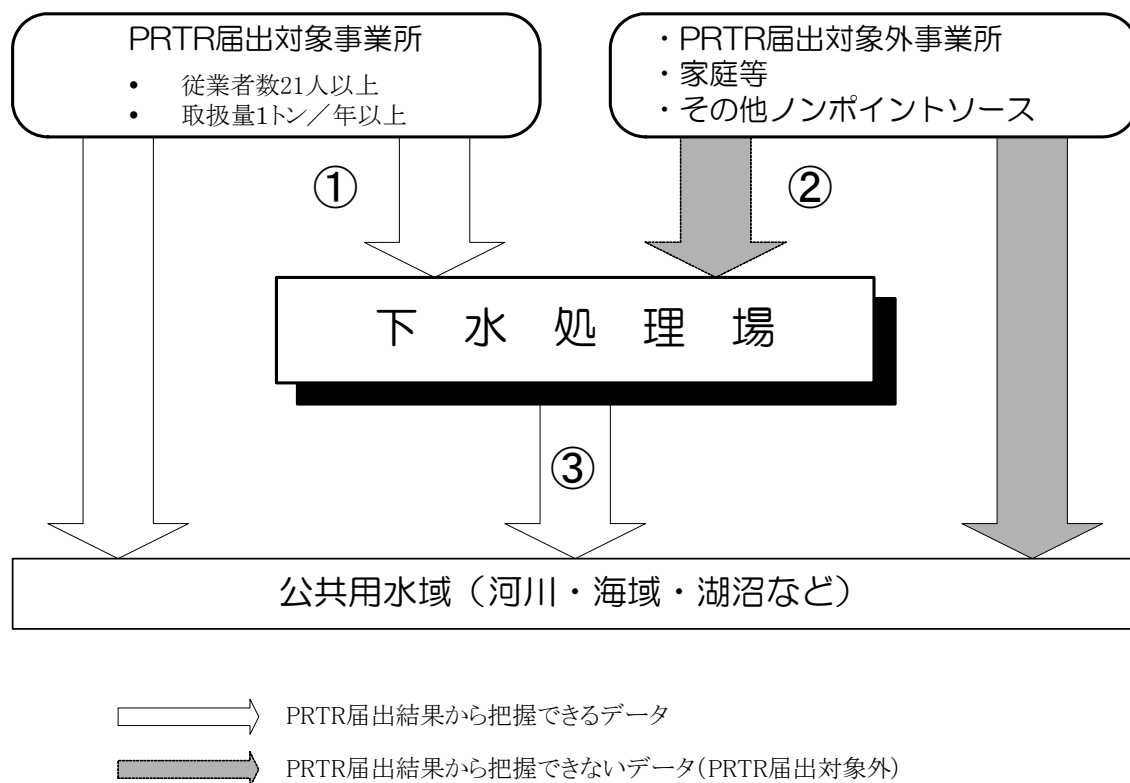 PRTR届出対象事業所
• 従業者数21人以上
• 取扱量1トン／年以上
・PRTR届出対象外事業所
・家庭等
・その他ノンポイントソース
①
②
下水処理場
③
公共用水域（河川・海域・湖沼など）
PRTR届出結果から把握できるデータ
PRTR届出結果から把握できないデータ(PRTR届出対象外)